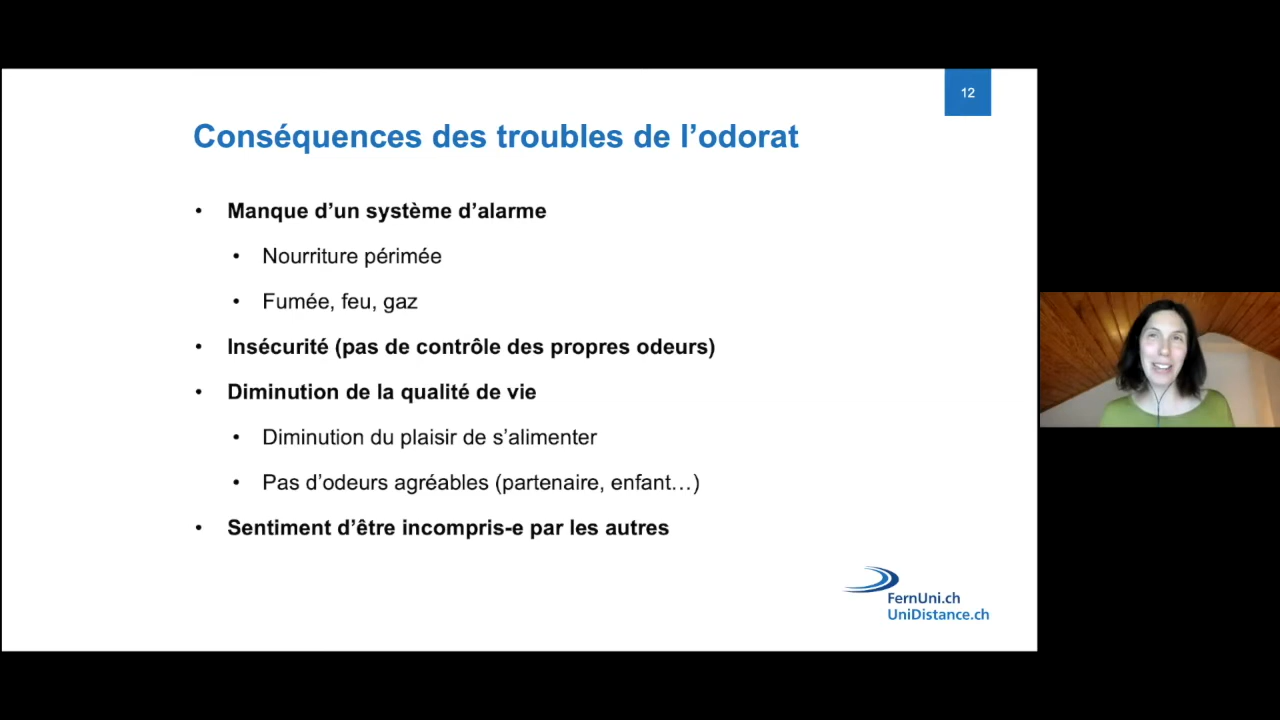 12
Conséquences des troubles de l’odorat
• Manque d’un système d’alarme
• Nourriture périmée
• Fumée, feu, gaz
• Insécurité (pas de contrôle des propres odeurs)
• Diminution de la qualité de vie
• Diminution du plaisir de s’alimenter
• Pas d’odeurs agréables (partenaire, enfant…)
• Sentiment d’être incompris-e par les autres
FernUni.ch
UniDistance.ch